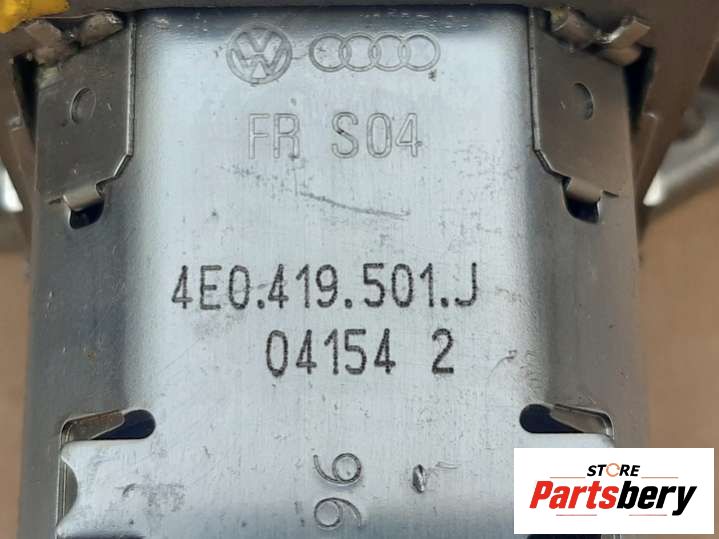 FR S04
4E0.419.501.J
04154 2
96
STORE
Partsbery